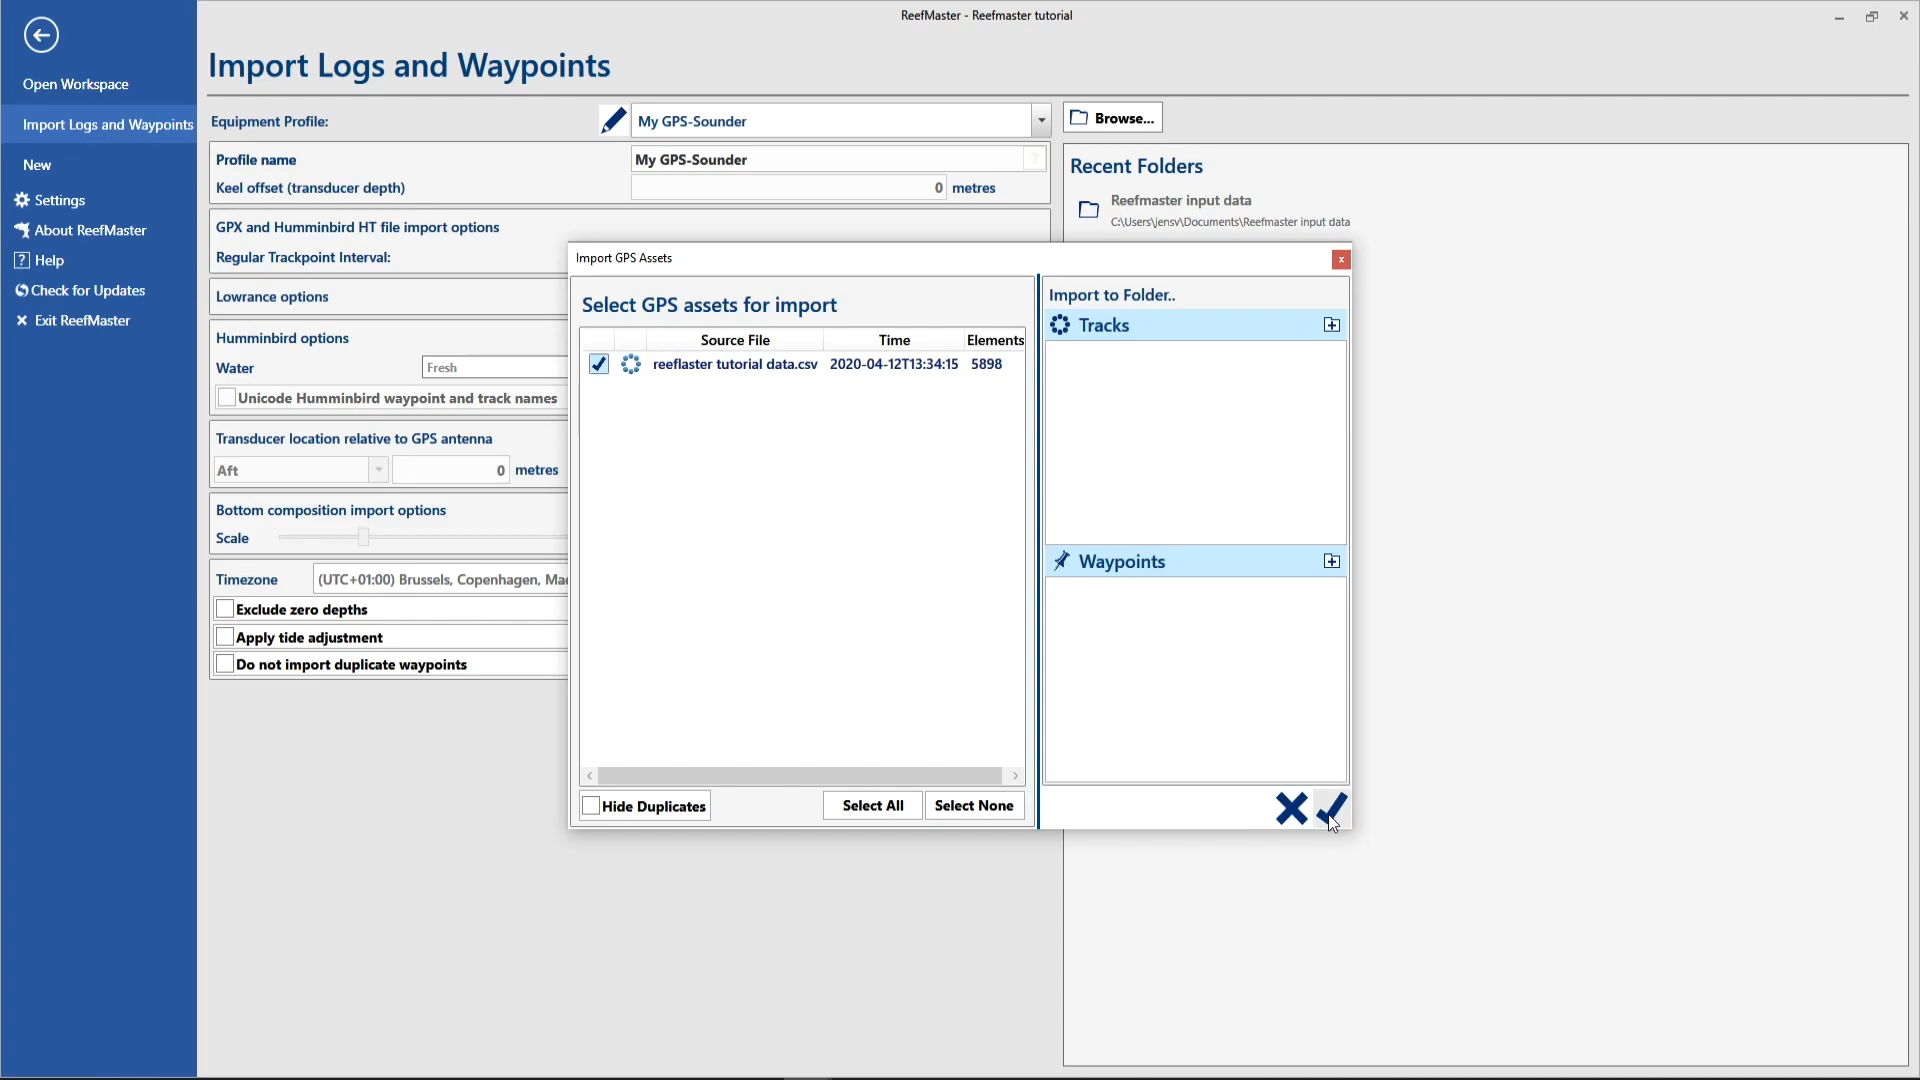 ReefMaster - Reefmaster tutorial
Import Logs and Waypoints
Open Workspace
Import Logs and Waypoints
New
Settings
About ReefMaster
? Help
Check for Updates
Exit ReefMaster
Equipment Profile:
My GPS-Sounder
Browse...
Profile name
My GPS-Sounder
?
Keel offset (transducer depth)
0 metres
GPX and Humminbird HT file import options
Regular Trackpoint Interval:
Lowrance options
Humminbird options
Water
Fresh
Unicode Humminbird waypoint and track names
Transducer location relative to GPS antenna
Aft
0 metres
Bottom composition import options
Scale
Timezone
(UTC+01:00) Brussels, Copenhagen,
Exclude zero depths
Apply tide adjustment
Do not import duplicate waypoints
Recent Folders
Reefmaster input data
C:\Users\jensv\Documents\Reefmaster input data
Import GPS Assets
x
Select GPS assets for import
Source File Time Elements
reeflaster tutorial data.csv 2020-04-12T13:34:15 5898
Hide Duplicates
Select All
Select None
Import to Folder..
Tracks
Waypoints